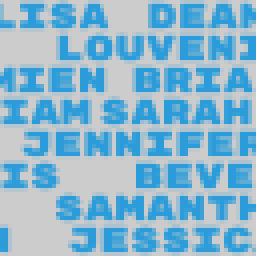 LISA DEAN
LOUVENI
MIEN BRIA
IAM SARAH
JENNIFER
IS BEVE
SAMANTH
JESSIC